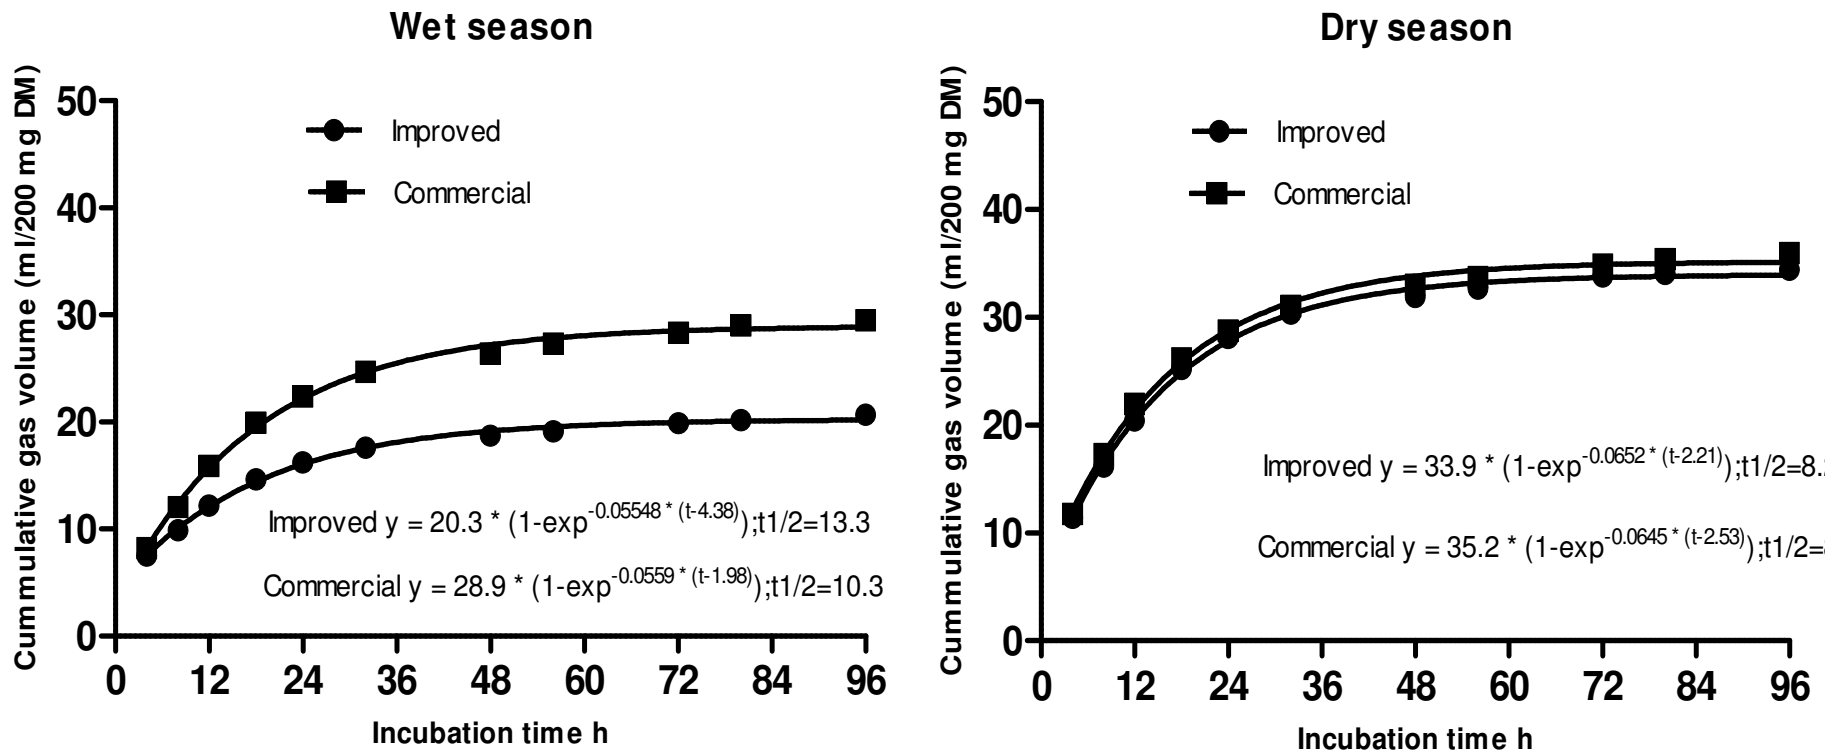 Wet season
Cummulative gas volume (ml/200 mg DM)
50
40
30
20
10
0
Improved
Commercial
Improved y = 20.3 * (1-exp-0.05548 * (t-4.38));t1/2=13.3
Commercial y = 28.9 * (1-exp-0.0559 * (t-1.98));t1/2=10.3
0 12 24 36 48 60 72 84 96
Incubation time h
Dry season
Cummulative gas volume (ml/200 mg DM)
50
40
30
20
10
0
Improved
Commercial
Improved y = 33.9 * (1-exp-0.0652 * (t-2.21));t1/2=8.
Commercial y = 35.2 * (1-exp-0.0645 * (t-2.53));t1/2=
0 12 24 36 48 60 72 84 96
Incubation time h